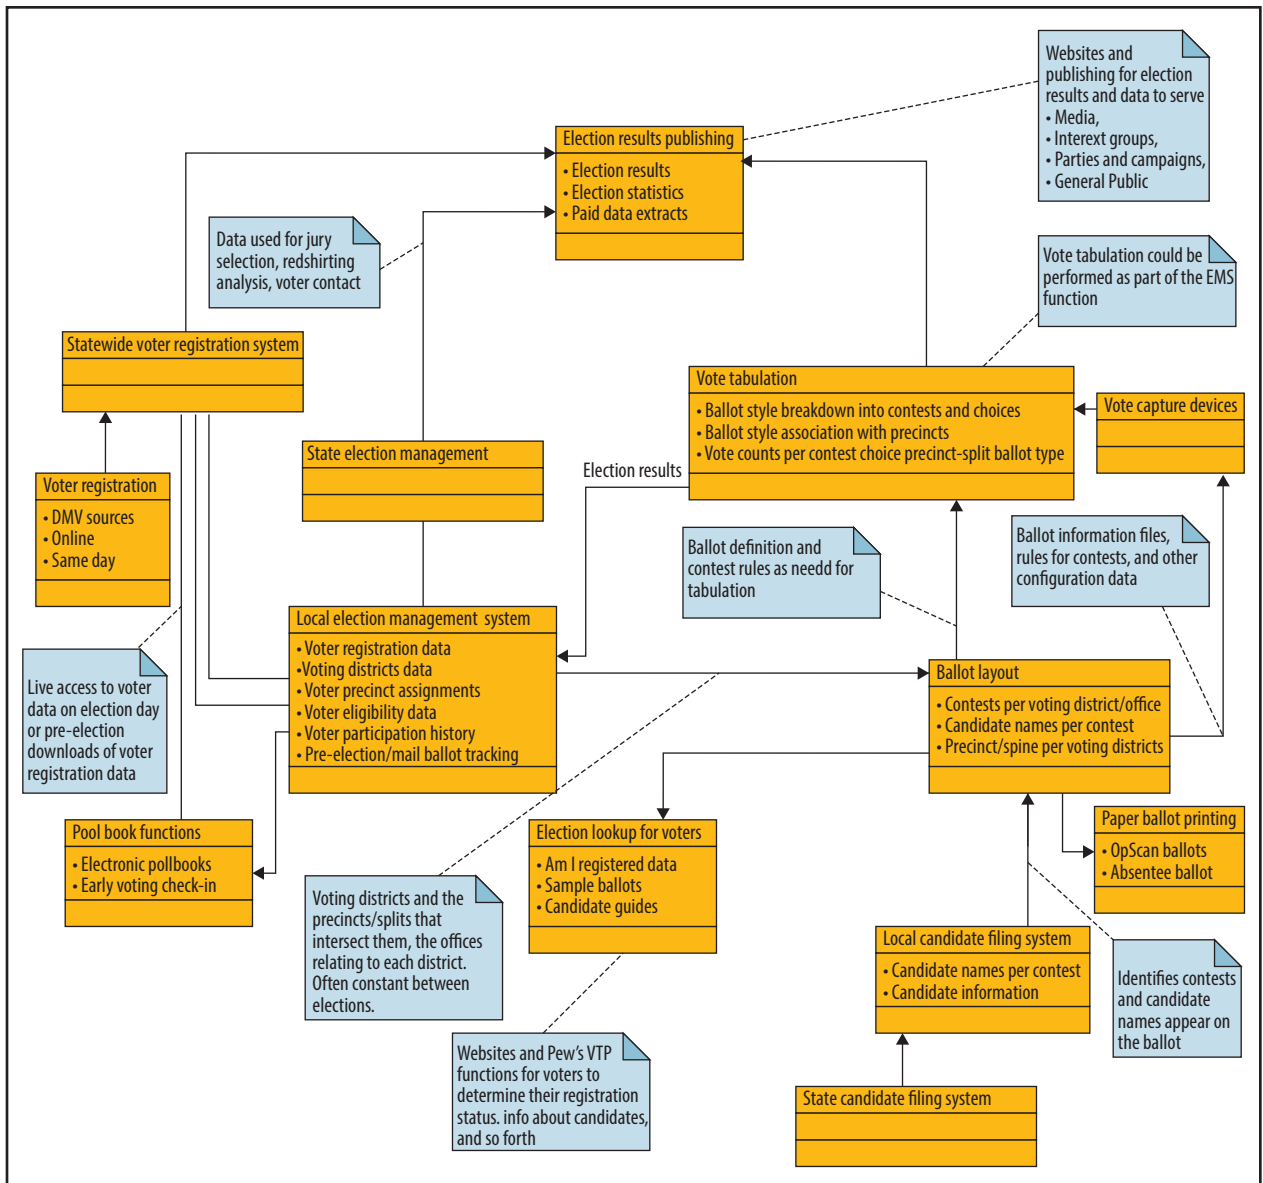 Websites and
publishing for election
results and data to serve
• Media,
• Interext groups,
• Parties and campaigns,
• General Public
Election results publishing
• Election results
• Election statistics
• Paid data extracts
Data used for jury
selection, redshirting
analysis, voter contact
Vote tabulation could be
performed as part of the EMS
function
Statewide voter registration system
Vote tabulation
• Ballot style breakdown into contests and choices
• Ballot style association with precincts
• Vote counts per contest choice precinct-split ballot type
Vote capture devices
State election management
Election results
Voter registration
• DMV sources
• Online
• Same day
Ballot definition and
contest rules as needd for
tabulation
Ballot information files,
rules for contests, and other
configuration data
Local election management system
• Voter registration data
•Voting districts data
• Voter precinct assignments
• Voter eligibility data
• Voter participation history
• Pre-election/mail ballot tracking
Live access to voter
data on election day
or pre-election
downloads of voter
registration data
Ballot layout
• Contests per voting district/office
• Candidate names per contest
• Precinct/spine per voting districts
Pool book functions
• Electronic pollbooks
• Early voting check-in
Election lookup for voters
• Am I registered data
• Sample ballots
• Candidate guides
Paper ballot printing
• OpScan ballots
• Absentee ballot
Voting districts and the
precincts/splits that
intersect them, the offices
relating to each district.
Often constant between
elections.
Local candidate filing system
• Candidate names per contest
• Candidate information
Identifies contests
and candidate
names appear on
the ballot
Websites and Pew's VTP
functions for voters to
determine their registration
status. info about candidates,
and so forth
State candidate filing system